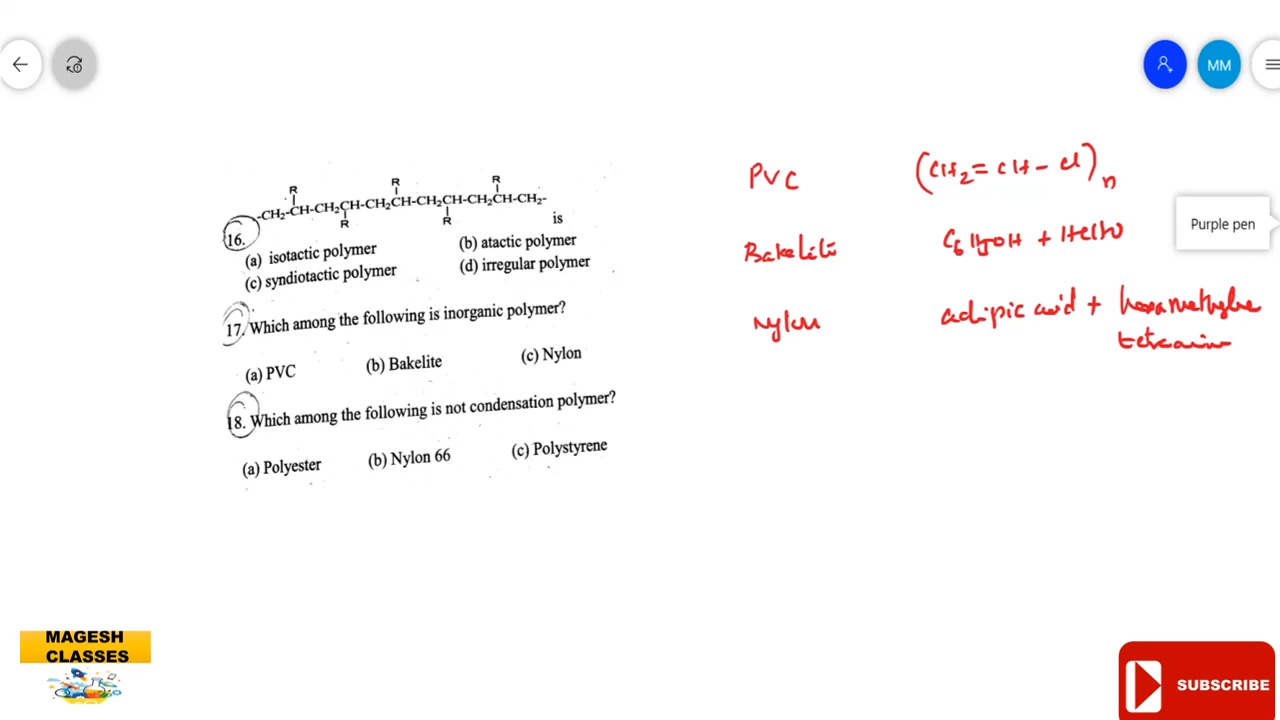 MM
R R R
-CH₂-CH-CH₂CH-CH₂CH-CH₂CH-CH₂CH-CH₂-
R R
16. is
(a) isotactic polymer (b) atactic polymer
(c) syndiotactic polymer (d) irregular polymer
17. Which among the following is inorganic polymer?
(a) PVC (b) Bakelite (c) Nylon
18. Which among the following is not condensation polymer?
(a) Polyester (b) Nylon 66 (c) Polystyrene
PVC (CH₂=CH-Cl)n
Bakelite C₆H₅OH + HCHO
Nylon adipic acid + hexamethylene
tetramine
Purple pen
MAGESH
CLASSES
SUBSCRIBE